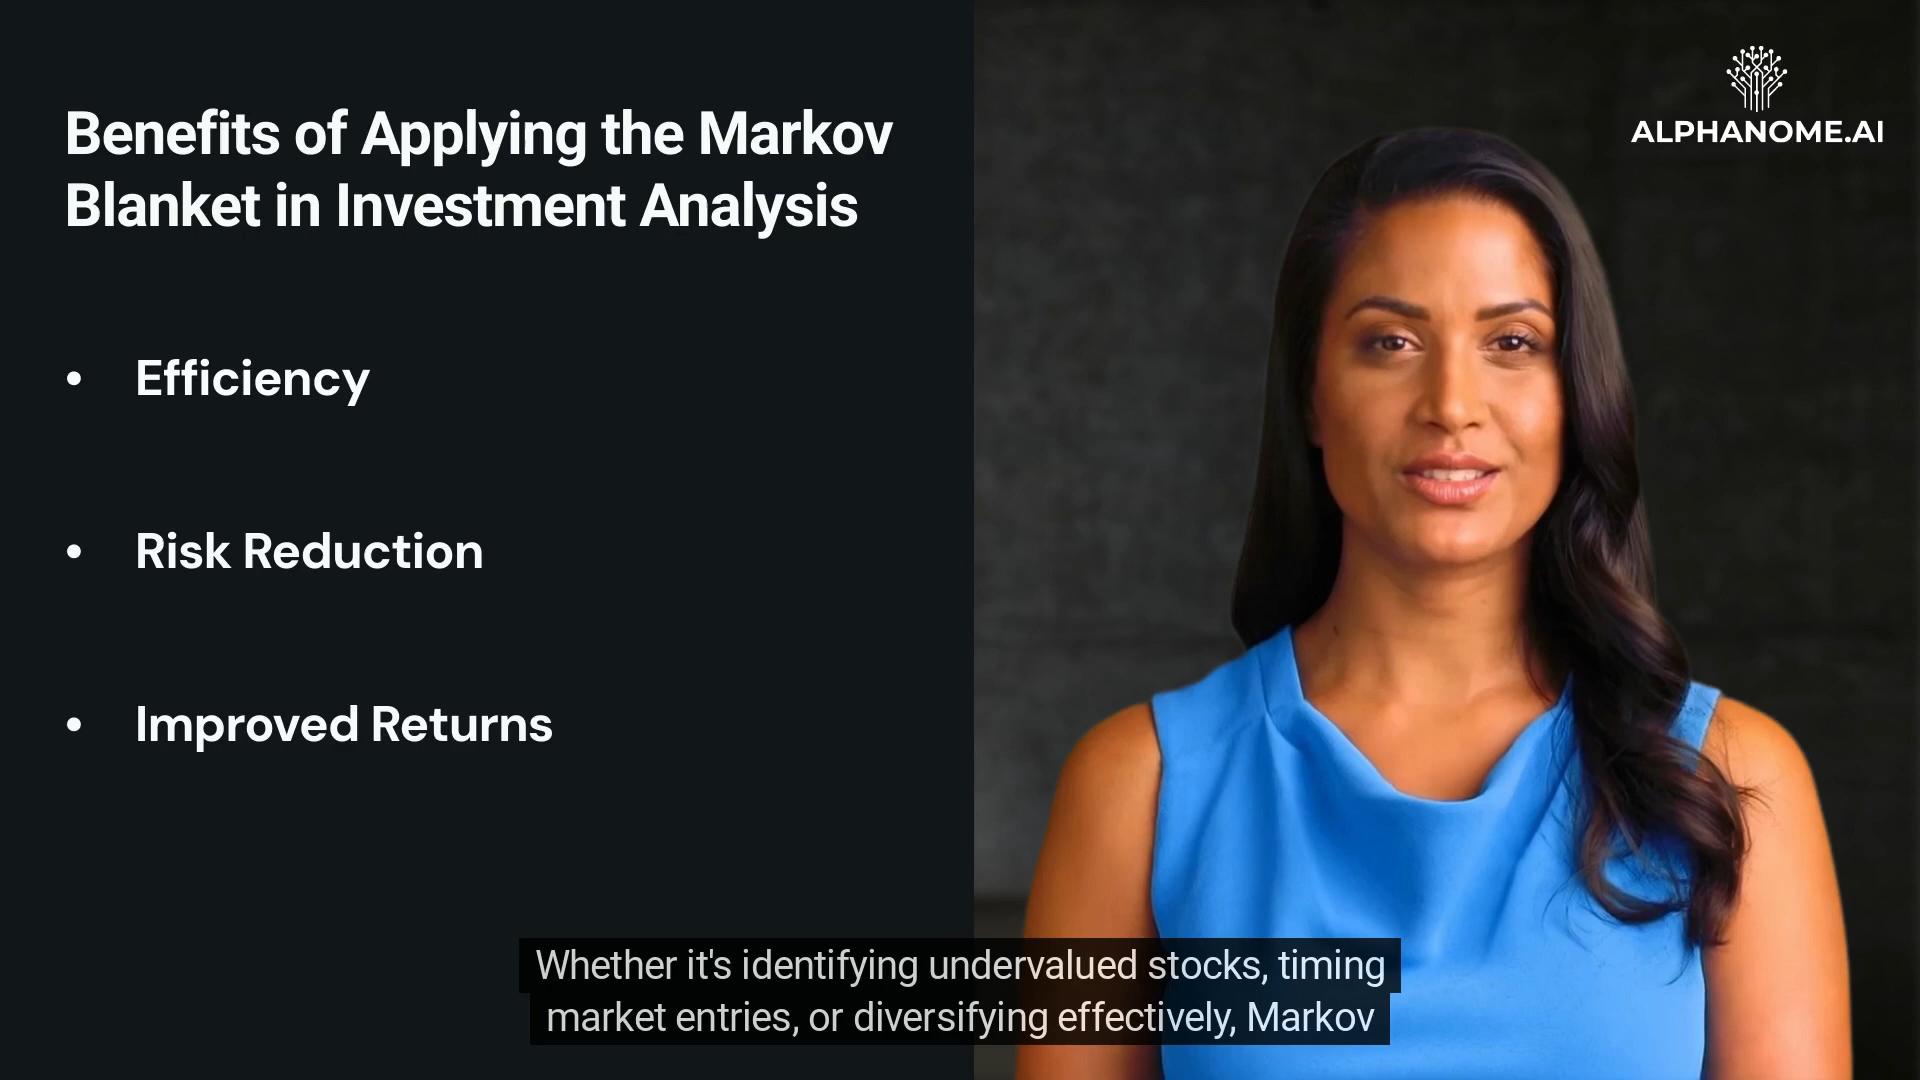 Benefits of Applying the Markov
Blanket in Investment Analysis
• Efficiency
• Risk Reduction
• Improved Returns
ALPHANOME.AI
Whether it's identifying undervalued stocks, timing
market entries, or diversifying effectively, Markov